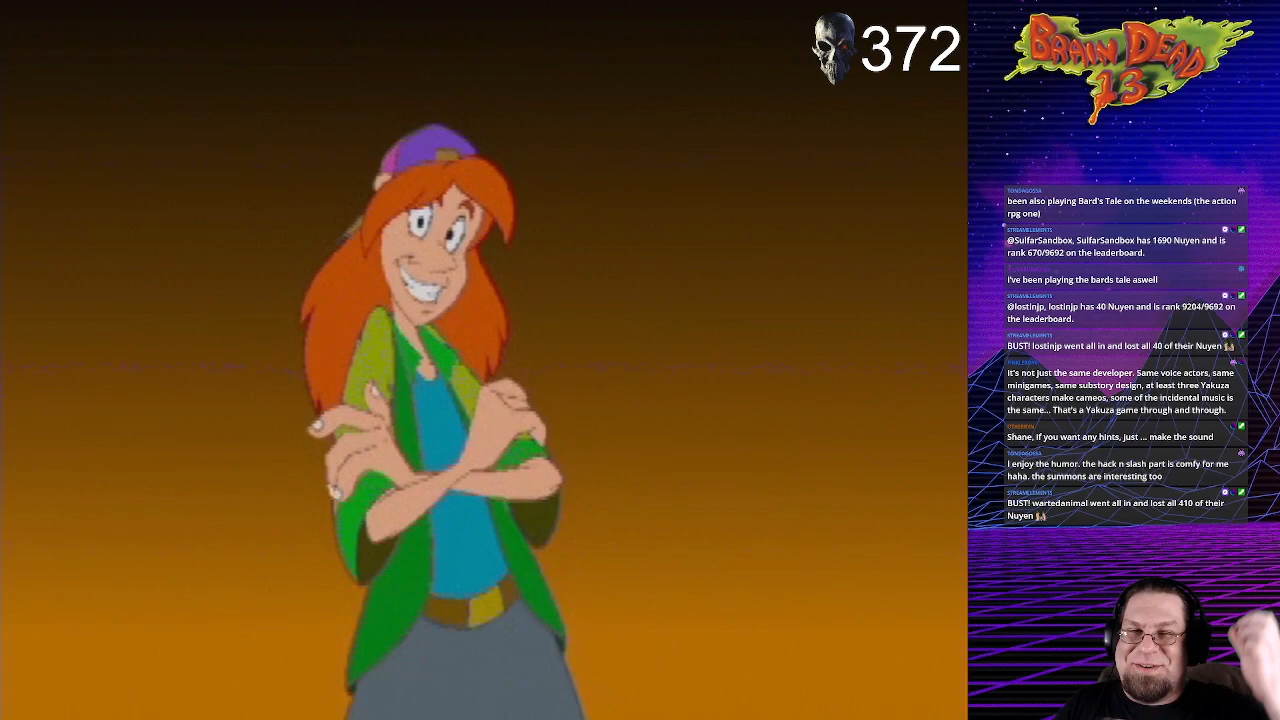 372
BRAIN DEAD
13
TONDAGOSSA
been also playing Bard's Tale on the weekends (the action
rpg one)
STREAMELEMENTS
@SulfarSandbox, SulfarSandbox has 1690 Nuyen and is
rank 670/9692 on the leaderboard.
I've been playing the bards tale aswell
STREAMELEMENTS
@lostinjp, lostinjp has 40 Nuyen and is rank 9204/9692 on
the leaderboard.
STREAMELEMENTS
BUST! lostinjp went all in and lost all 40 of their Nuyen
It's not just the same developer. Same voice actors, same
minigames, same substory design, at least three Yakuza
characters make cameos, some of the incidental music is
the same... That's a Yakuza game through and through.
OTHERRYN
Shane, If you want any hints, just ... make the sound
TONDAGOSSA
I enjoy the humor. the hack n slash part is comfy for me
haha. the summons are interesting too
STREAMELEMENTS
BUST! wartedanimal went all in and lost all 410 of their
Nuyen